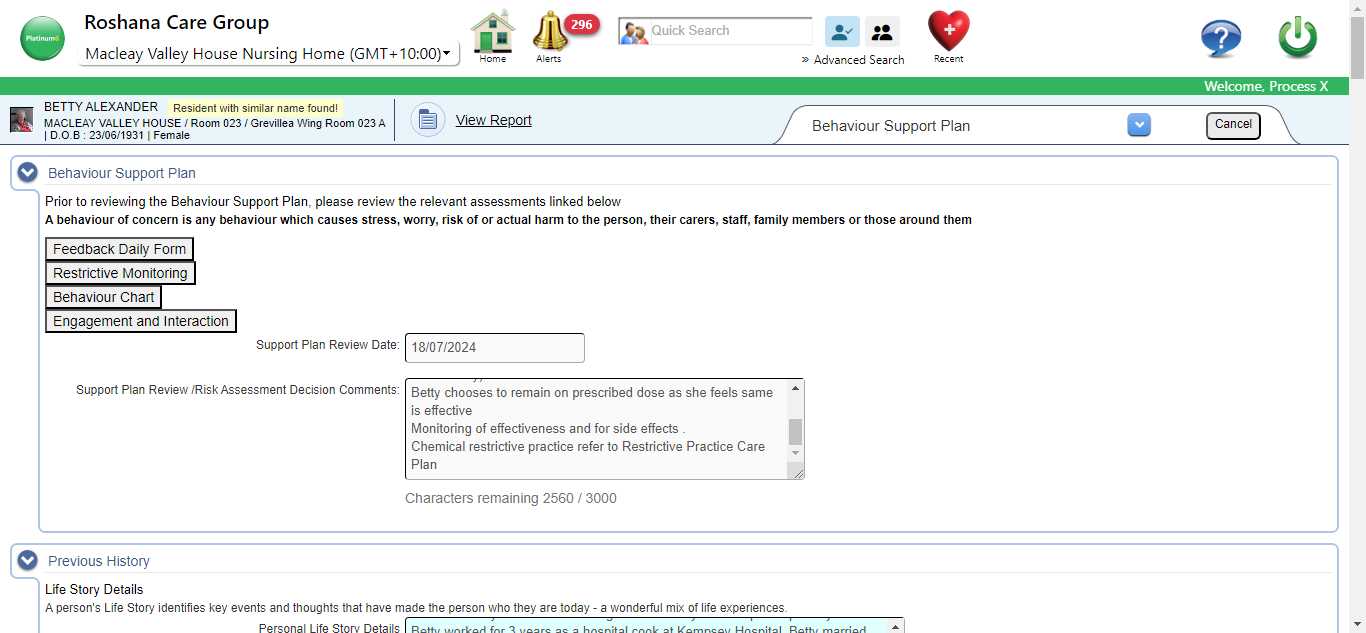 Platinum6
Roshana Care Group
Macleay Valley House Nursing Home (GMT+10:00)
Home
Alerts
296
Quick Search
» Advanced Search
Recent
Welcome, Process X
BETTY ALEXANDER Resident with similar name found!
MACLEAY VALLEY HOUSE / Room 023 / Grevillea Wing Room 023 A
| D.O.B : 23/06/1931 | Female
View Report
Behaviour Support Plan
Cancel
Behaviour Support Plan
Prior to reviewing the Behaviour Support Plan, please review the relevant assessments linked below
A behaviour of concern is any behaviour which causes stress, worry, risk of or actual harm to the person, their carers, staff, family members or those around them
Feedback Daily Form
Restrictive Monitoring
Behaviour Chart
Engagement and Interaction
Support Plan Review Date: 18/07/2024
Support Plan Review /Risk Assessment Decision Comments:
Betty chooses to remain on prescribed dose as she feels same
is effective
Monitoring of effectiveness and for side effects .
Chemical restrictive practice refer to Restrictive Practice Care
Plan
Characters remaining 2560 / 3000
Previous History
Life Story Details
A person's Life Story identifies key events and thoughts that have made the person who they are today - a wonderful mix of life experiences.
Personal Life Story Details
Betty worked for 3 years as a hospital cook at Kempsey Hospital. Betty married